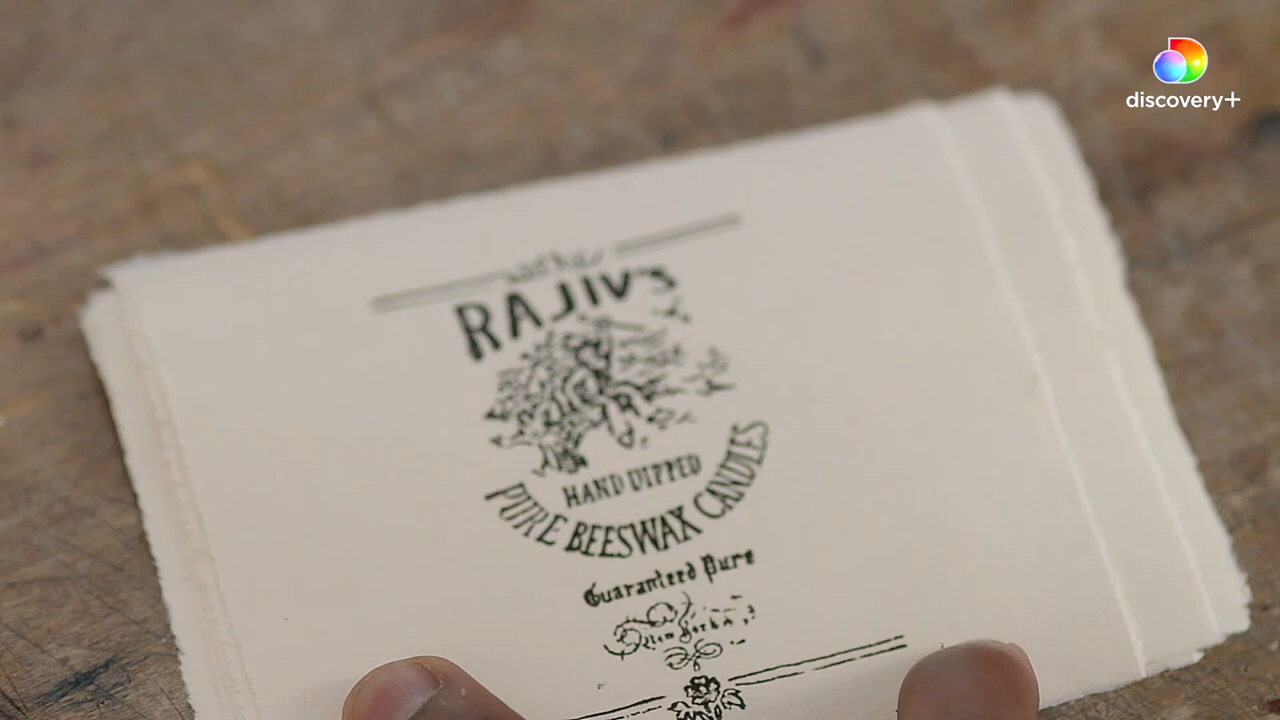 discovery+
RAJIV'S
HAND DIPPED
PURE BEESWAX CANDLES
Guaranteed Pure